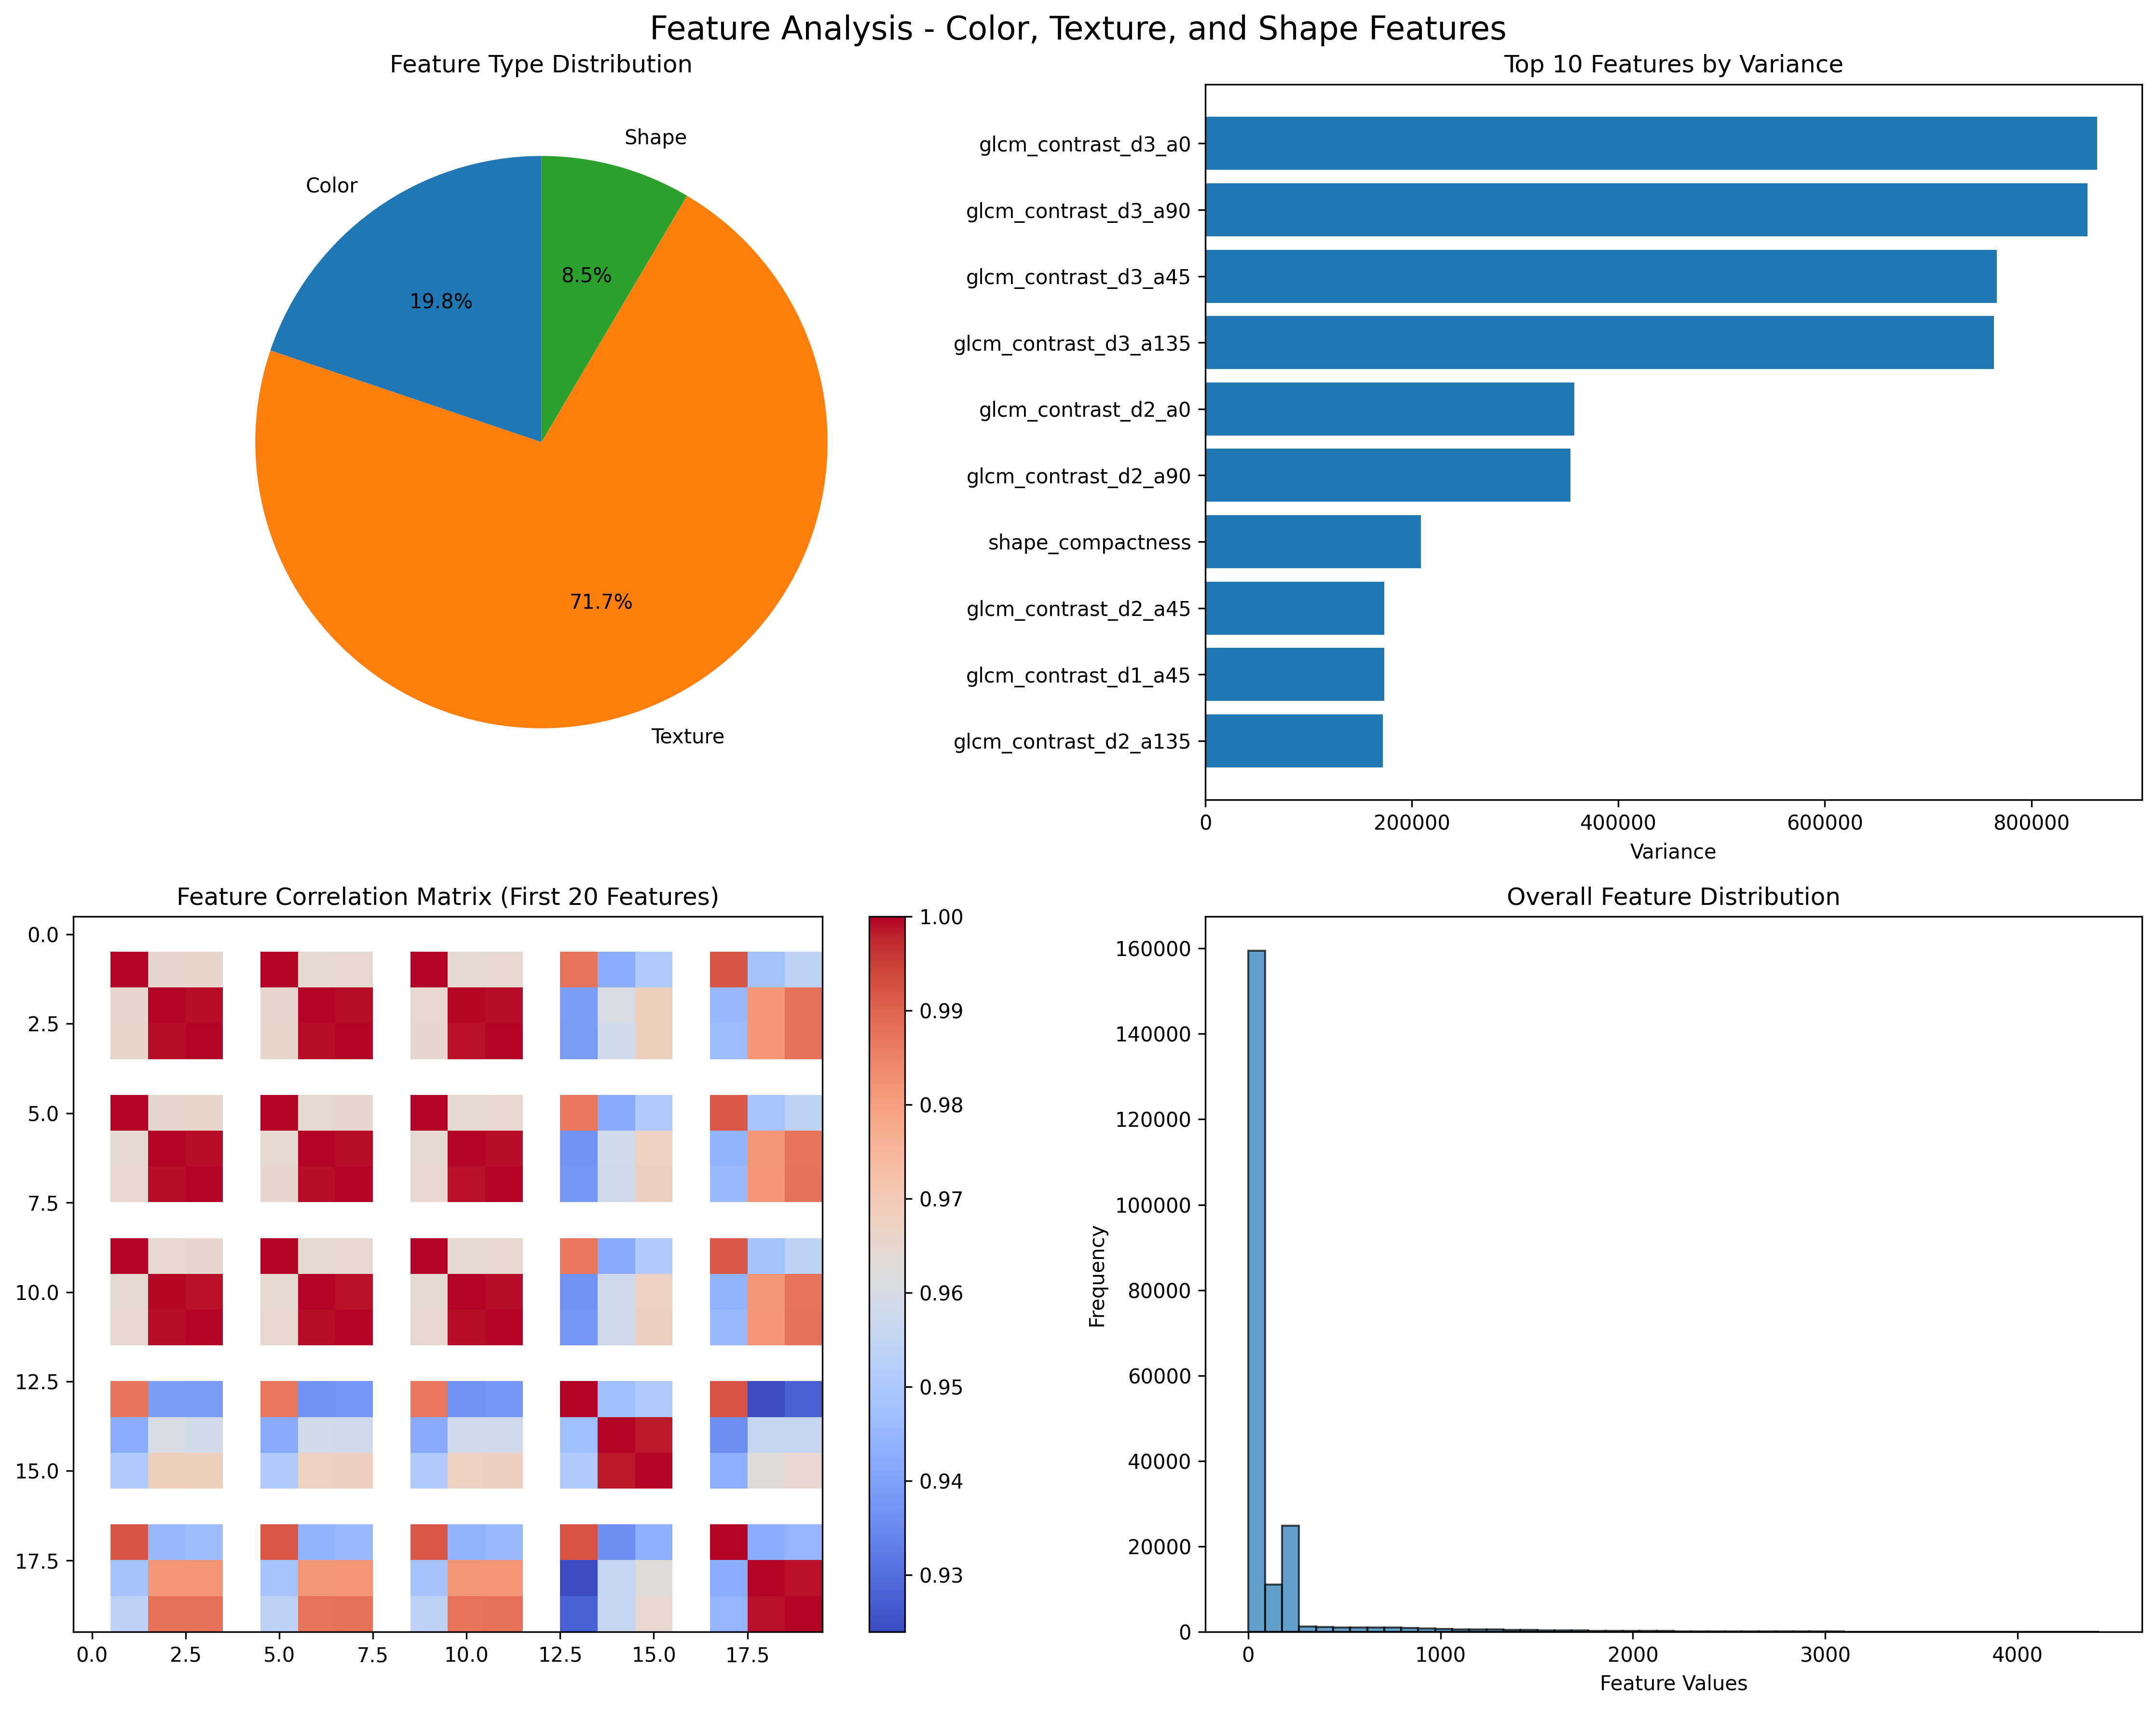 Feature Analysis - Color, Texture, and Shape Features
Feature Type Distribution
Shape
Color
8.5%
19.8%
71.7%
Texture
Top 10 Features by Variance
glcm_contrast_d3_a0
glcm_contrast_d3_a90
glcm_contrast_d3_a45
glcm_contrast_d3_a135
glcm_contrast_d2_a0
glcm_contrast_d2_a90
shape_compactness
glcm_contrast_d2_a45
glcm_contrast_d1_a45
glcm_contrast_d2_a135
0 200000 400000 600000 800000
Variance
Feature Correlation Matrix (First 20 Features)
0.0
2.5
5.0
7.5
10.0
12.5
15.0
17.5
0.0 2.5 5.0 7.5 10.0 12.5 15.0 17.5
1.00
0.99
0.98
0.97
0.96
0.95
0.94
0.93
Overall Feature Distribution
160000
140000
120000
100000
80000
60000
40000
20000
0
Frequency
0 1000 2000 3000 4000
Feature Values